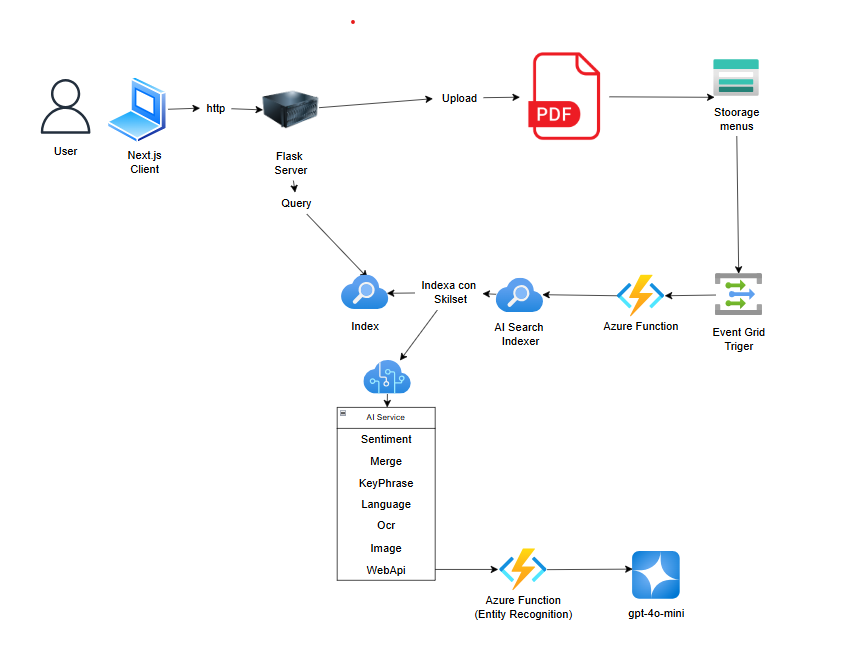 http
Upload
PDF
User
Next.js
Client
Flask
Server
Stoorage
menus
Query
Index
Indexa con
Skilset
AI Search
Indexer
Azure Function
Event Grid
Triger
AI Service
Sentiment
Merge
KeyPhrase
Language
Ocr
Image
WebApi
Azure Function
(Entity Recognition)
gpt-4o-mini